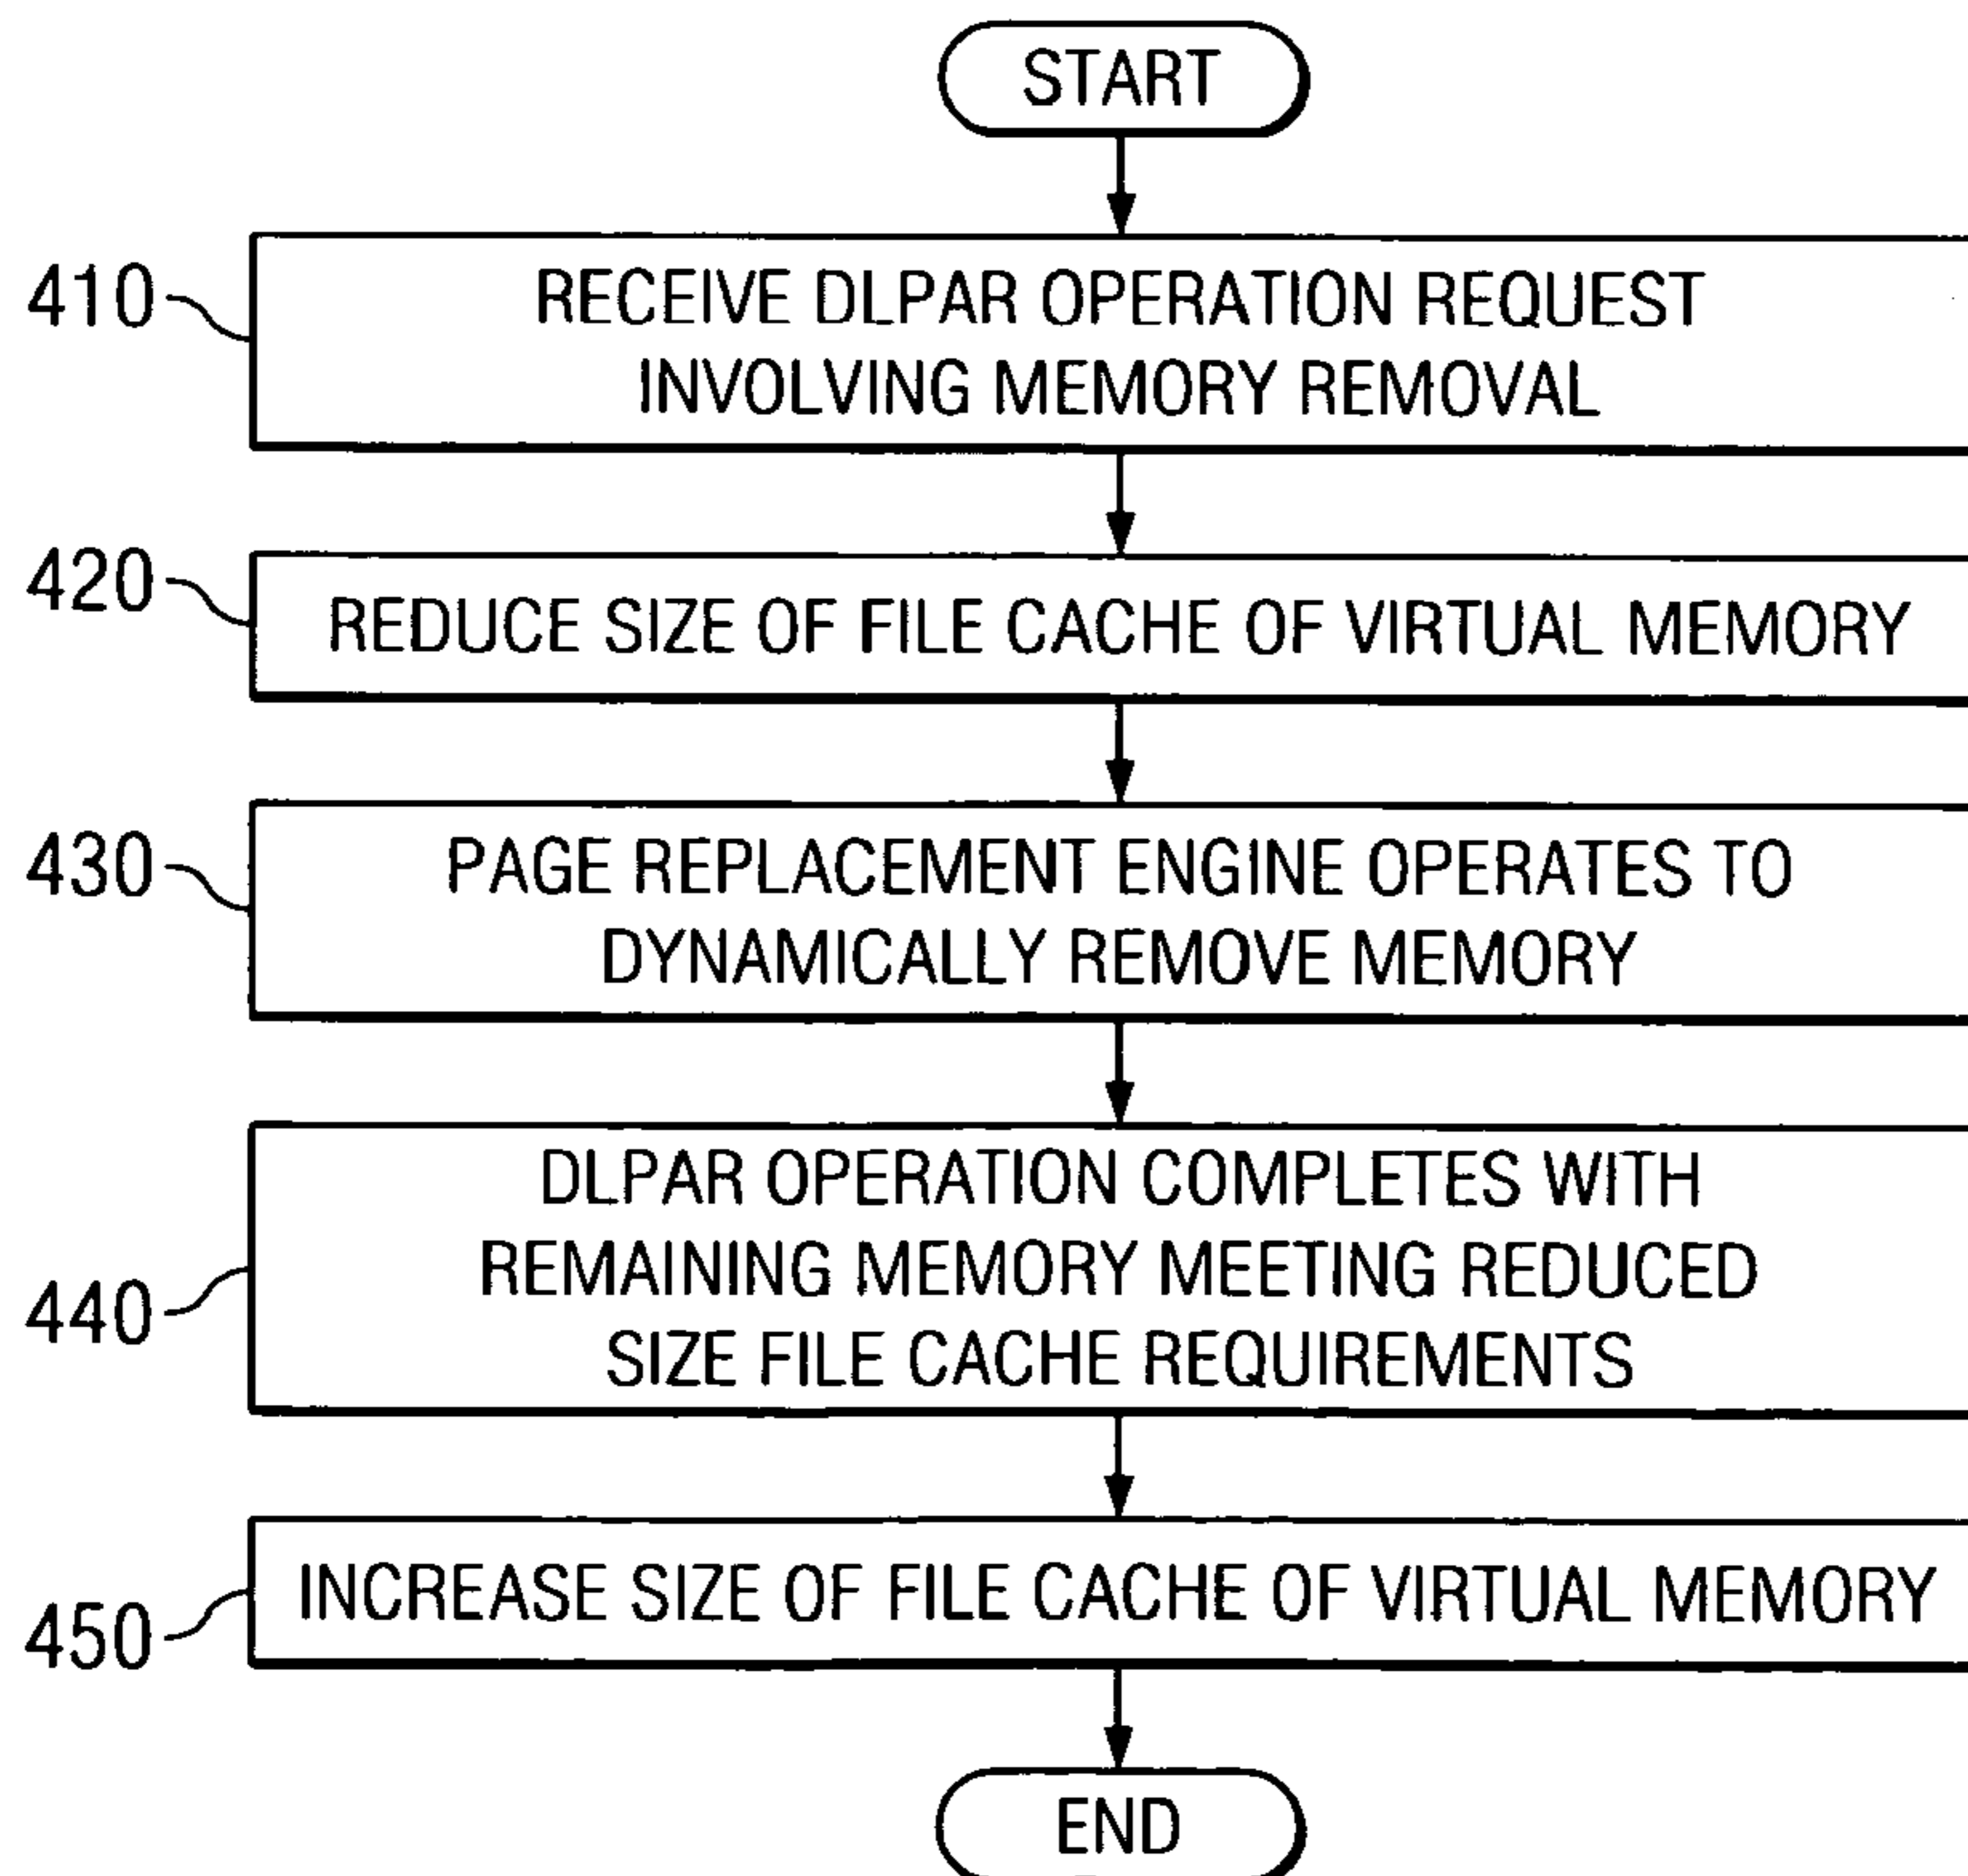 START
410
RECEIVE DLPAR OPERATION REQUEST
INVOLVING MEMORY REMOVAL
420
REDUCE SIZE OF FILE CACHE OF VIRTUAL MEMORY
430
PAGE REPLACEMENT ENGINE OPERATES TO
DYNAMICALLY REMOVE MEMORY
440
DLPAR OPERATION COMPLETES WITH
REMAINING MEMORY MEETING REDUCED
SIZE FILE CACHE REQUIREMENTS
450
INCREASE SIZE OF FILE CACHE OF VIRTUAL MEMORY
END